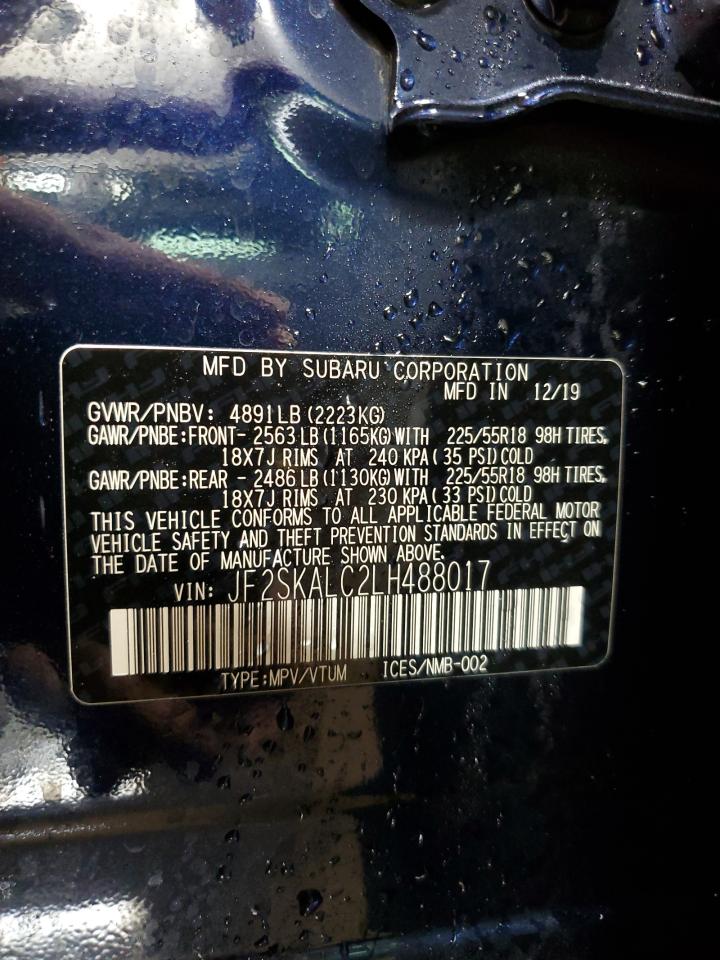 MFD BY SUBARU CORPORATION
MFD IN 12/19
GVWR/PNBV: 4891LB(2223KG)
GAWR/PNBE:FRONT- 2563LB(1165KG)WITH 225/55R18 98H TIRES,
18X7J RIMS AT 240 KPA( 35 PSI)COLD
GAWR/PNBE:REAR - 2486LB(1130KG)WITH 225/55R18 98H TIRES,
18X7J RIMS AT 230 KPA( 33 PSI)COLD
THIS VEHICLE CONFORMS TO ALL APPLICABLE FEDERAL MOTOR
VEHICLE SAFETY AND THEFT PREVENTION STANDARDS IN EFFECT ON
THE DATE OF MANUFACTURE SHOWN ABOVE.
VIN: JF2SKALC2LH488017
TYPE:MPV/VTUM ICES/NMB-002